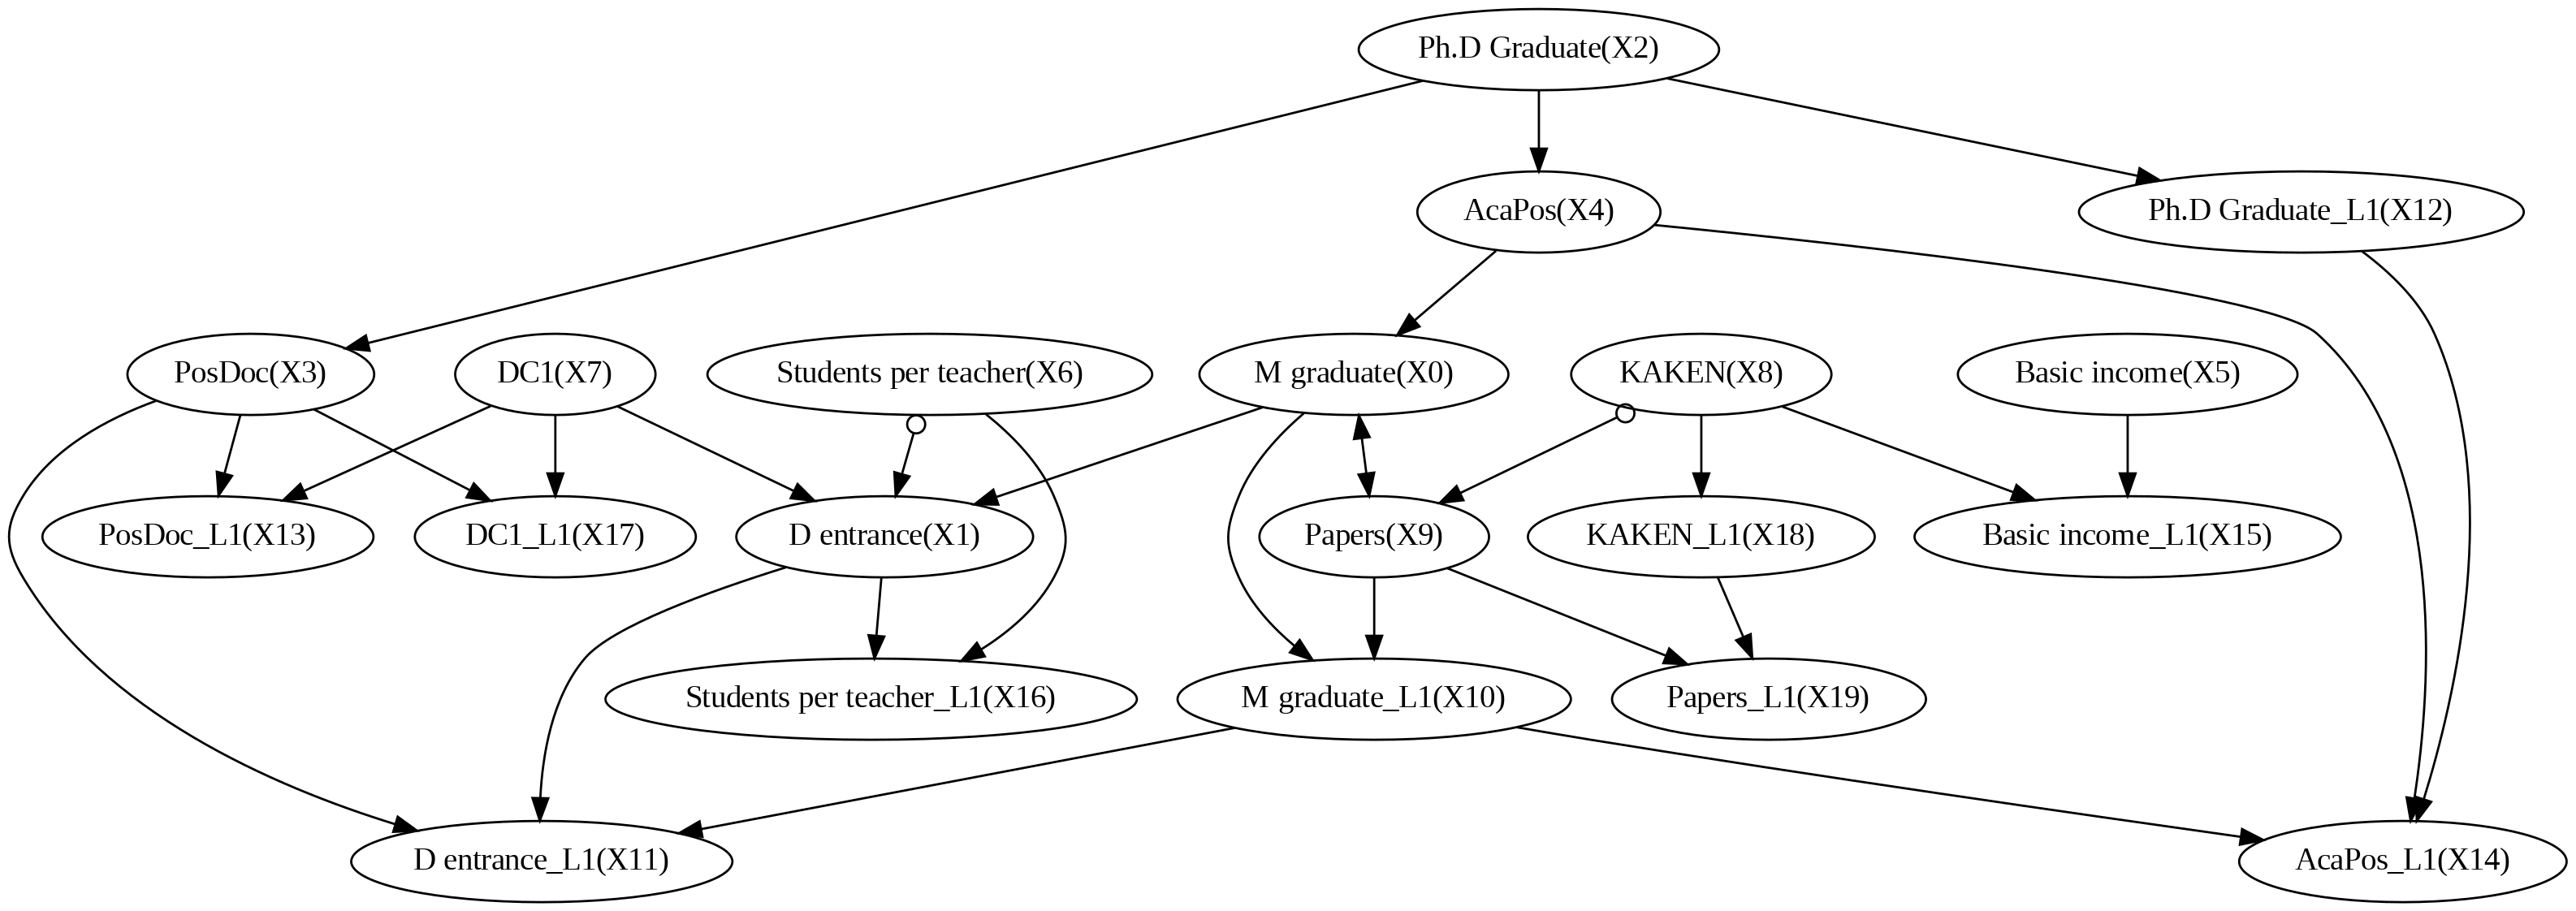 Ph.D Graduate(X2)
AcaPos(X4)
Ph.D Graduate_L1(X12)
PosDoc(X3)
DC1(X7)
Students per teacher(X6)
M graduate(X0)
KAKEN(X8)
Basic income(X5)
PosDoc_L1(X13)
DC1_L1(X17)
D entrance(X1)
Papers(X9)
KAKEN_L1(X18)
Basic income_L1(X15)
Students per teacher_L1(X16)
M graduate_L1(X10)
Papers_L1(X19)
D entrance_L1(X11)
AcaPos_L1(X14)